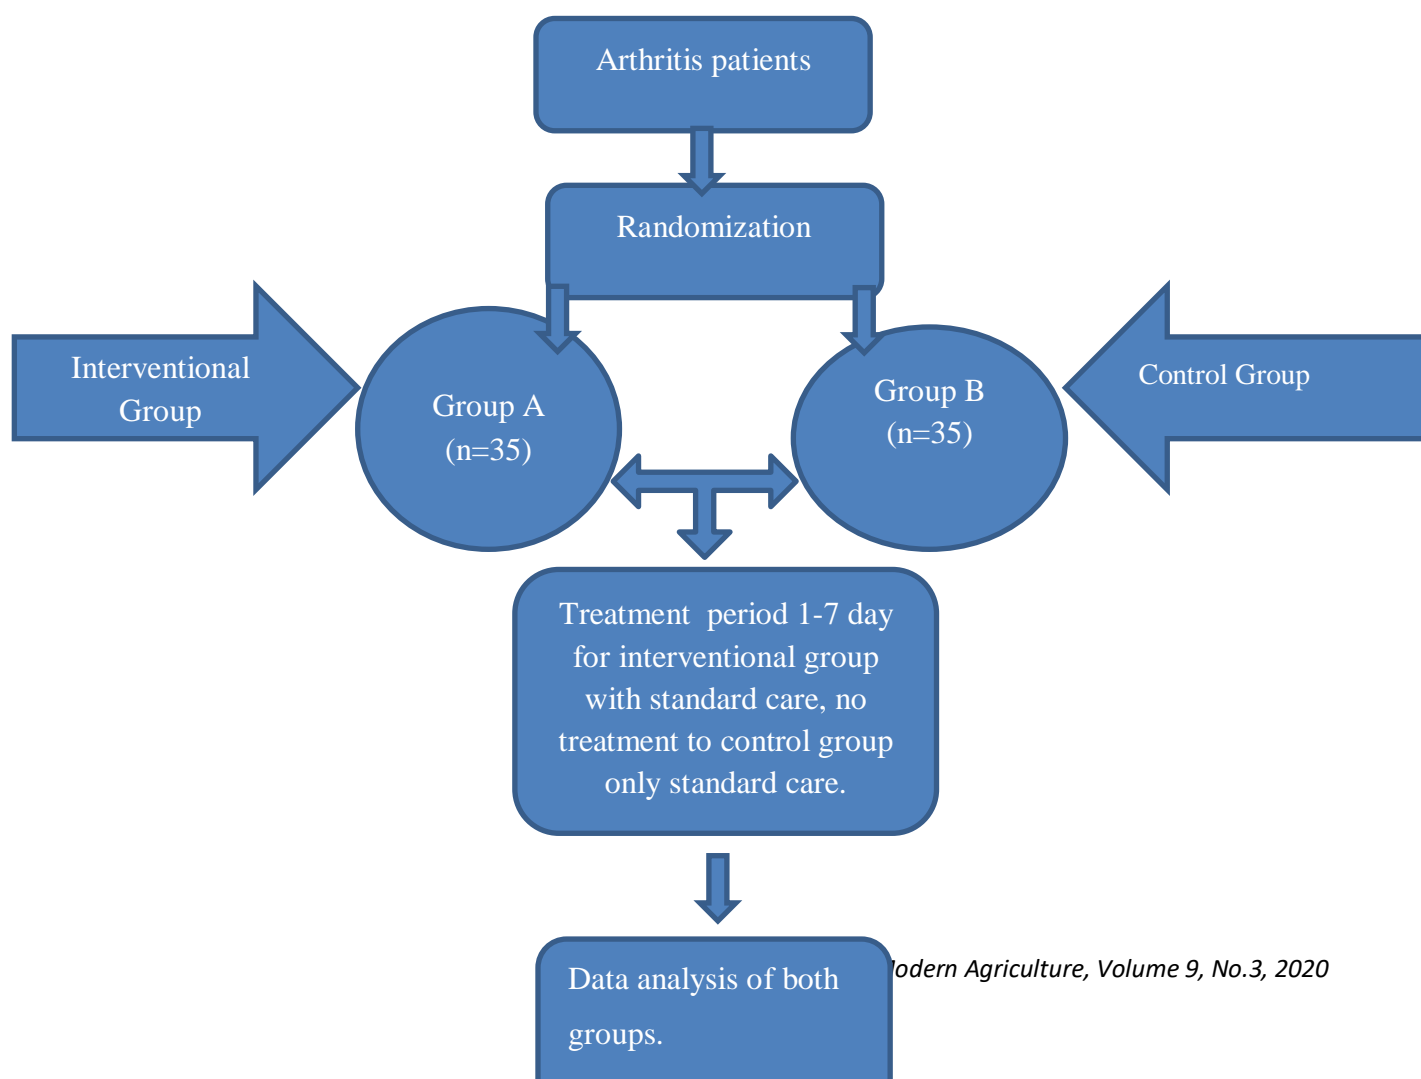 Arthritis patients
Randomization
Interventional
Group
Group A
(n=35)
Group B
(n=35)
Control Group
Treatment  period 1-7 day
for interventional group
with standard care, no
treatment to control group
only standard care.
Agriculture, Volume 9, No.3, 2020
Data analysis of both
groups.